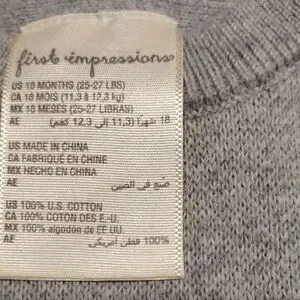 first impressions
US 18 MONTHS (25-27 LBS)
CA 18 MOIS (11,3 à 12,3 kg)
MX 18 MESES (25-27 LIBRAS)
AE 18 شهرًا (11,3 إلى 12,3 كغم)
US MADE IN CHINA
CA FABRIQUÉ EN CHINE
MX HECHO EN CHINA
AE صُنع في الصين
US 100% U.S. COTTON
CA 100% COTON DES É.-U.
MX 100% algodón de EE UU
AE 100% قطن أمريكي